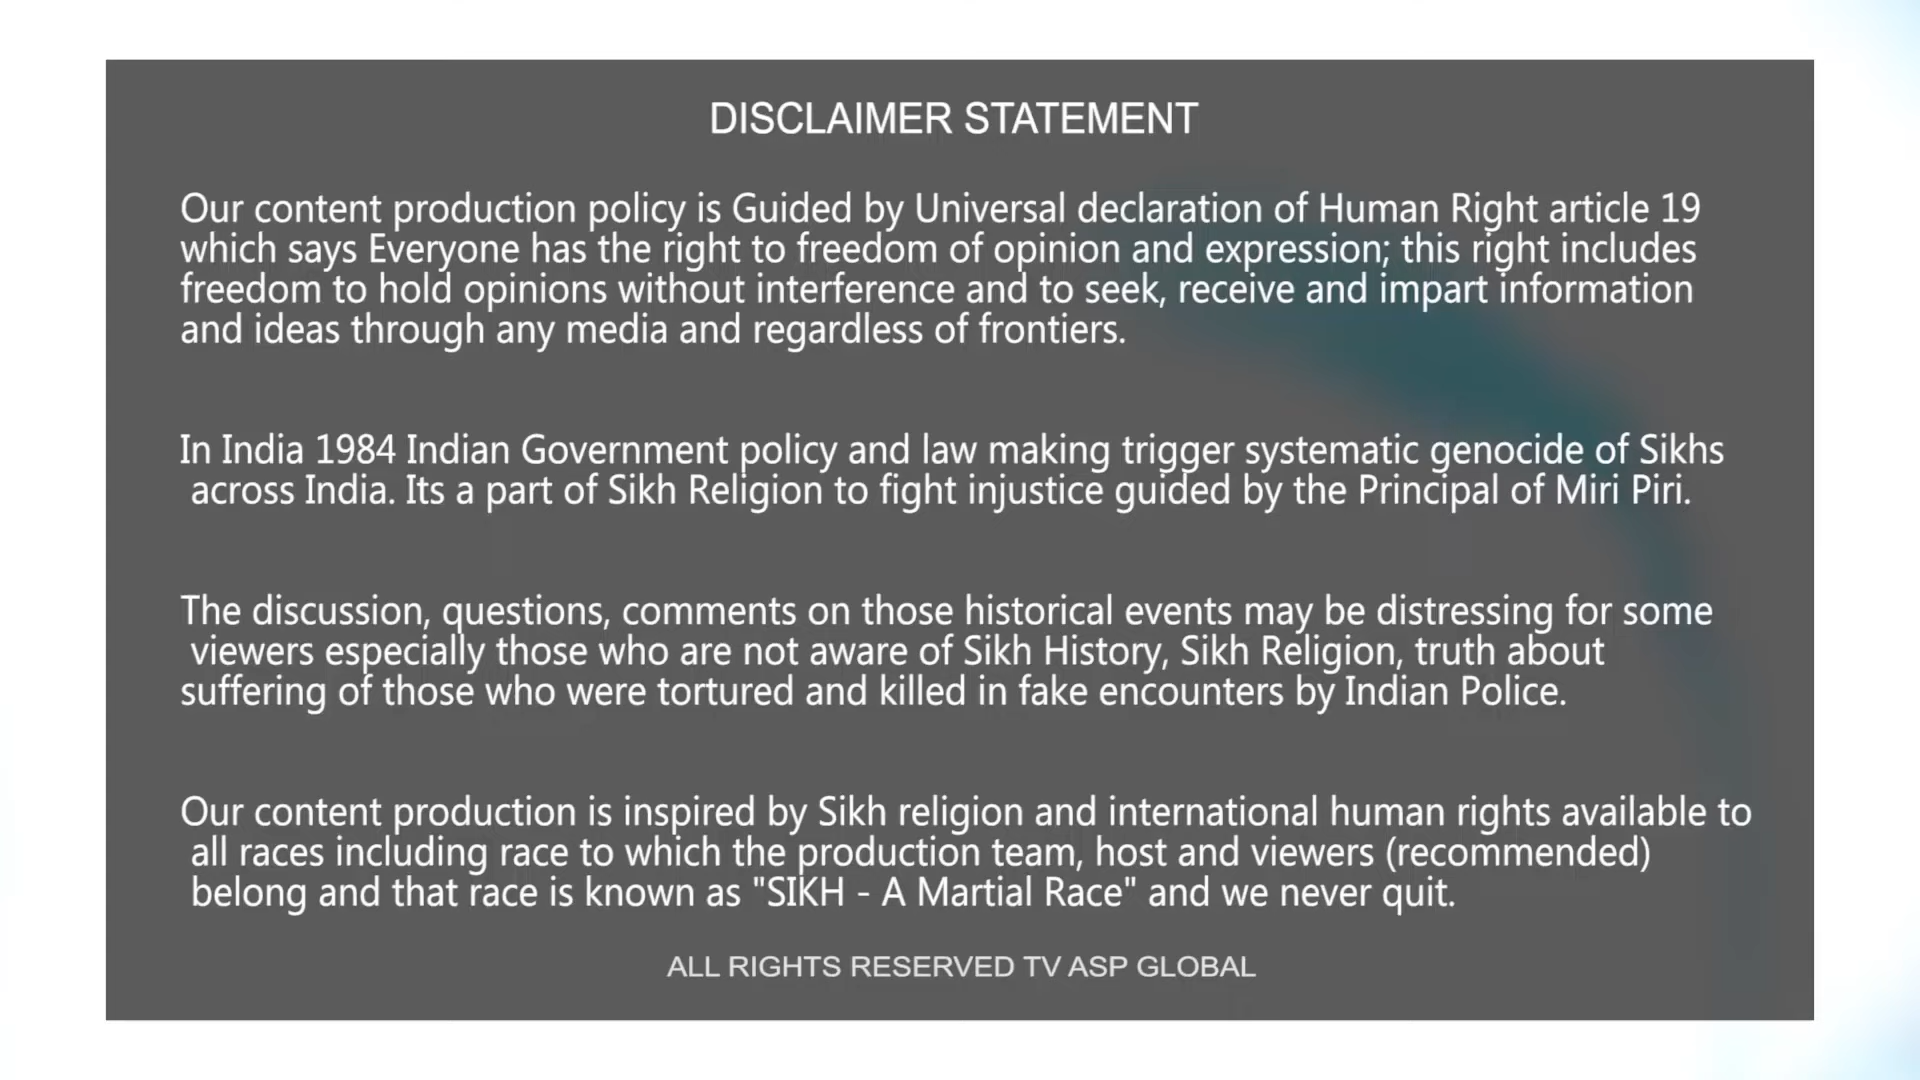 DISCLAIMER STATEMENT
Our content production policy is Guided by Universal declaration of Human Right article 19
which says Everyone has the right to freedom of opinion and expression; this right includes
freedom to hold opinions without interference and to seek, receive and impart information
and ideas through any media and regardless of frontiers.
In India 1984 Indian Government policy and law making trigger systematic genocide of Sikhs
across India. Its a part of Sikh Religion to fight injustice guided by the Principal of Miri Piri.
The discussion, questions, comments on those historical events may be distressing for some
viewers especially those who are not aware of Sikh History, Sikh Religion, truth about
suffering of those who were tortured and killed in fake encounters by Indian Police.
Our content production is inspired by Sikh religion and international human rights available to
all races including race to which the production team, host and viewers (recommended)
belong and that race is known as "SIKH - A Martial Race" and we never quit.
ALL RIGHTS RESERVED TV ASP GLOBAL